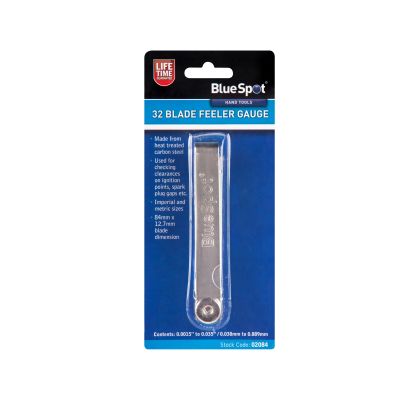 LIFE
TIME
GUARANTEE
BlueSpot
HAND TOOLS
32 BLADE FEELER GAUGE
• Made from
heat treated
carbon steel
• Used for
checking
clearances
on ignition
points, spark
plug gaps etc.
• Imperial and
metric sizes
• 84mm x
12.7mm
blade
dimension
BlueSpot
Contents: 0.0015" to 0.035" / 0.038mm to 0.889mm
Stock Code: 02084